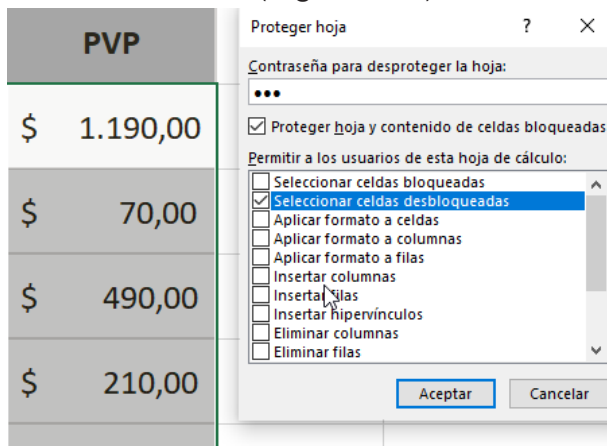 PVP
$ 1.190,00
$ 70,00
$ 490,00
$ 210,00
Proteger hoja ? ×
Contraseña para desproteger la hoja:
●●●
Proteger hoja y contenido de celdas bloqueadas
Permitir a los usuarios de esta hoja de cálculo:
Seleccionar celdas bloqueadas
Seleccionar celdas desbloqueadas
Aplicar formato a celdas
Aplicar formato a columnas
Aplicar formato a filas
Insertar columnas
Insertar filas
Insertar hipervínculos
Eliminar columnas
Eliminar filas
Aceptar Cancelar